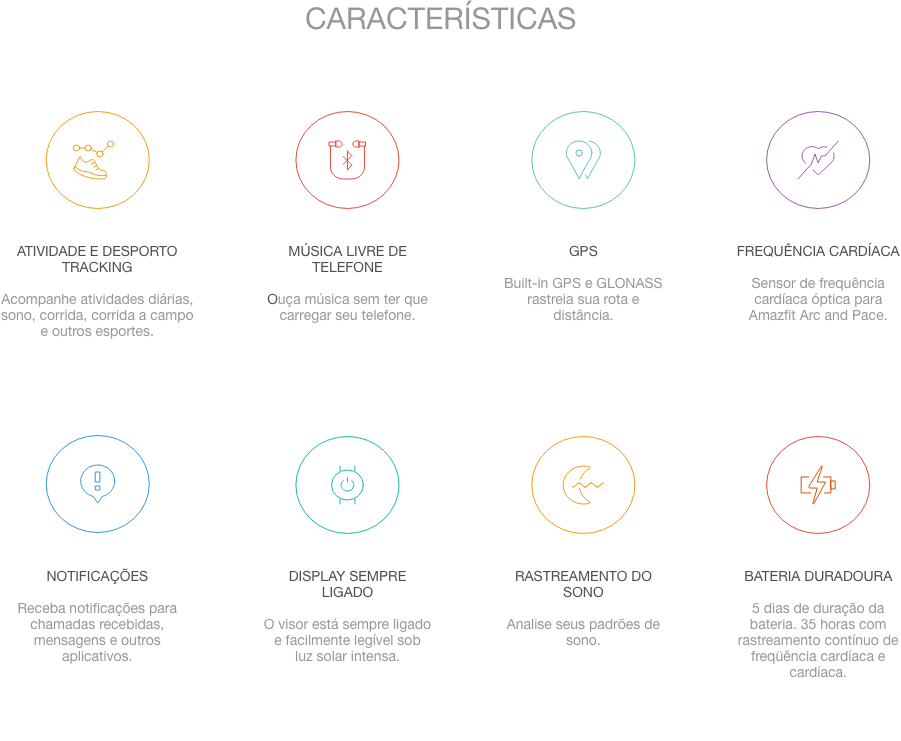 CARACTERÍSTICAS
ATIVIDADE E DESPORTO
TRACKING
Acompanhe atividades diárias,
sono, corrida, corrida a campo
e outros esportes.
MÚSICA LIVRE DE
TELEFONE
Ouça música sem ter que
carregar seu telefone.
GPS
Built-in GPS e GLONASS
rastreia sua rota e
distância.
FREQUÊNCIA CARDÍACA
Sensor de frequência
cardíaca óptica para
Amazfit Arc and Pace.
NOTIFICAÇÕES
Receba notificações para
chamadas recebidas,
mensagens e outros
aplicativos.
DISPLAY SEMPRE
LIGADO
O visor está sempre ligado
e facilmente legível sob
luz solar intensa.
RASTREAMENTO DO
SONO
Analise seus padrões de
sono.
BATERIA DURADOURA
5 dias de duração da
bateria. 35 horas com
rastreamento contínuo de
freqüência cardíaca e
cardíaca.